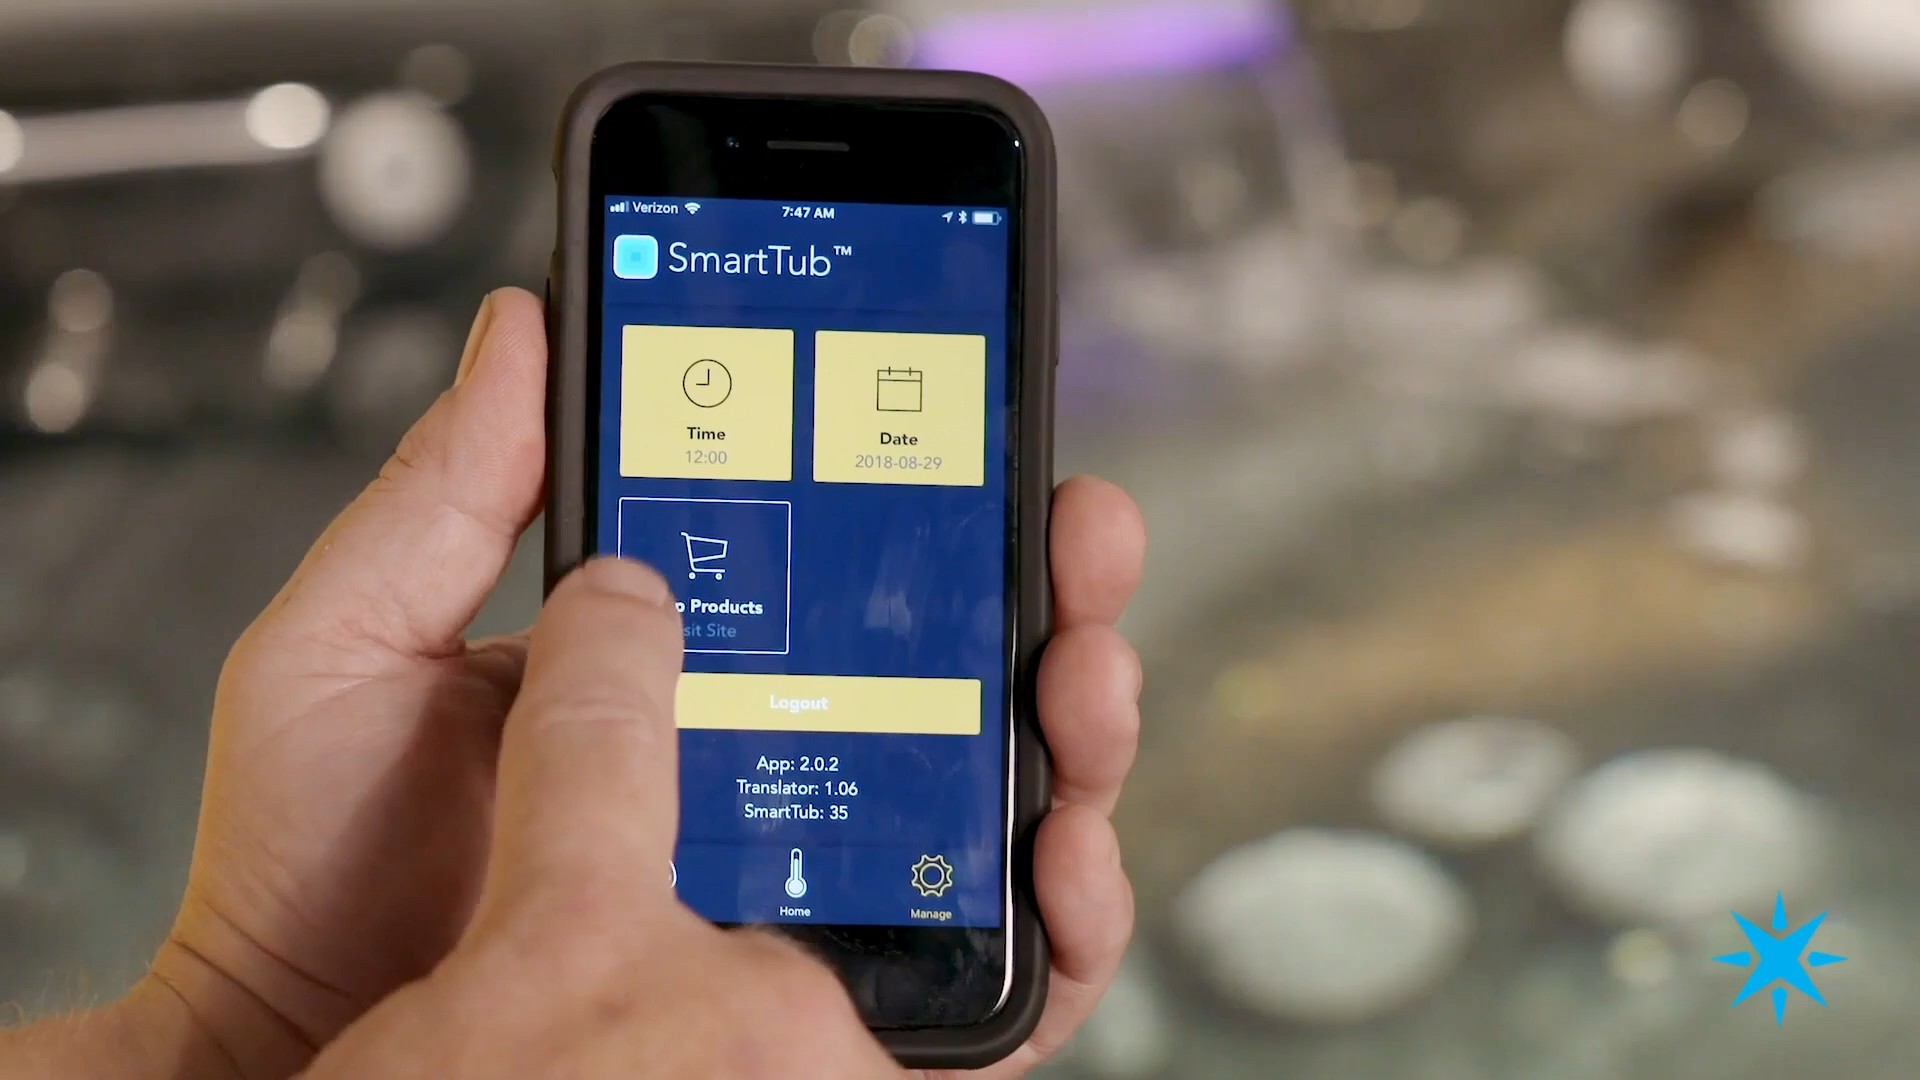 Verizon
7:47 AM
SmartTub™
Time
12:00
Date
2018-08-29
Products
Site
Logout
App: 2.0.2
Translator: 1.06
SmartTub: 35
Home
Manage